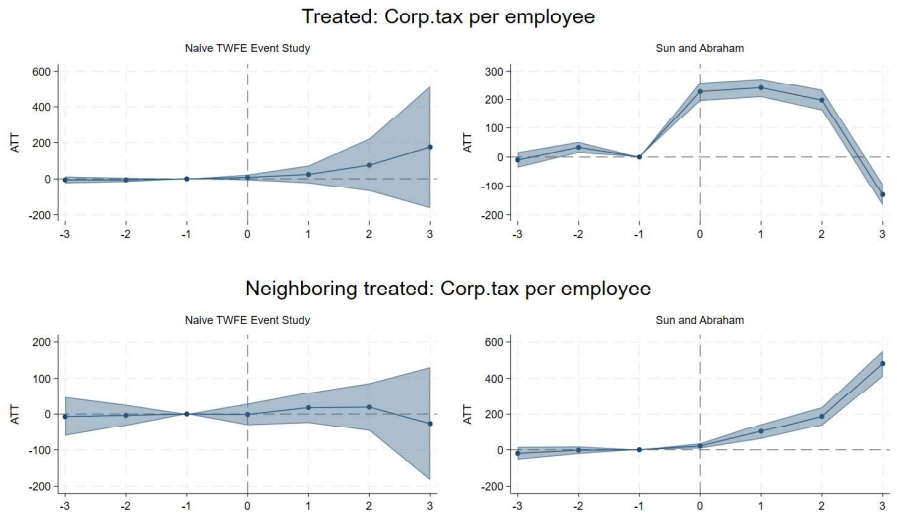 Treated: Corp.tax per employee
Naive TWFE Event Study
Sun and Abraham
600
400
200
0
-200
ATT
-3 -2 -1 0 1 2 3
300
200
100
0
-100
-200
ATT
-3 -2 -1 0 1 2 3
Neighboring treated: Corp.tax per employee
Naive TWFE Event Study
Sun and Abraham
200
100
0
-100
-200
ATT
-3 -2 -1 0 1 2 3
600
400
200
0
-200
ATT
-3 -2 -1 0 1 2 3